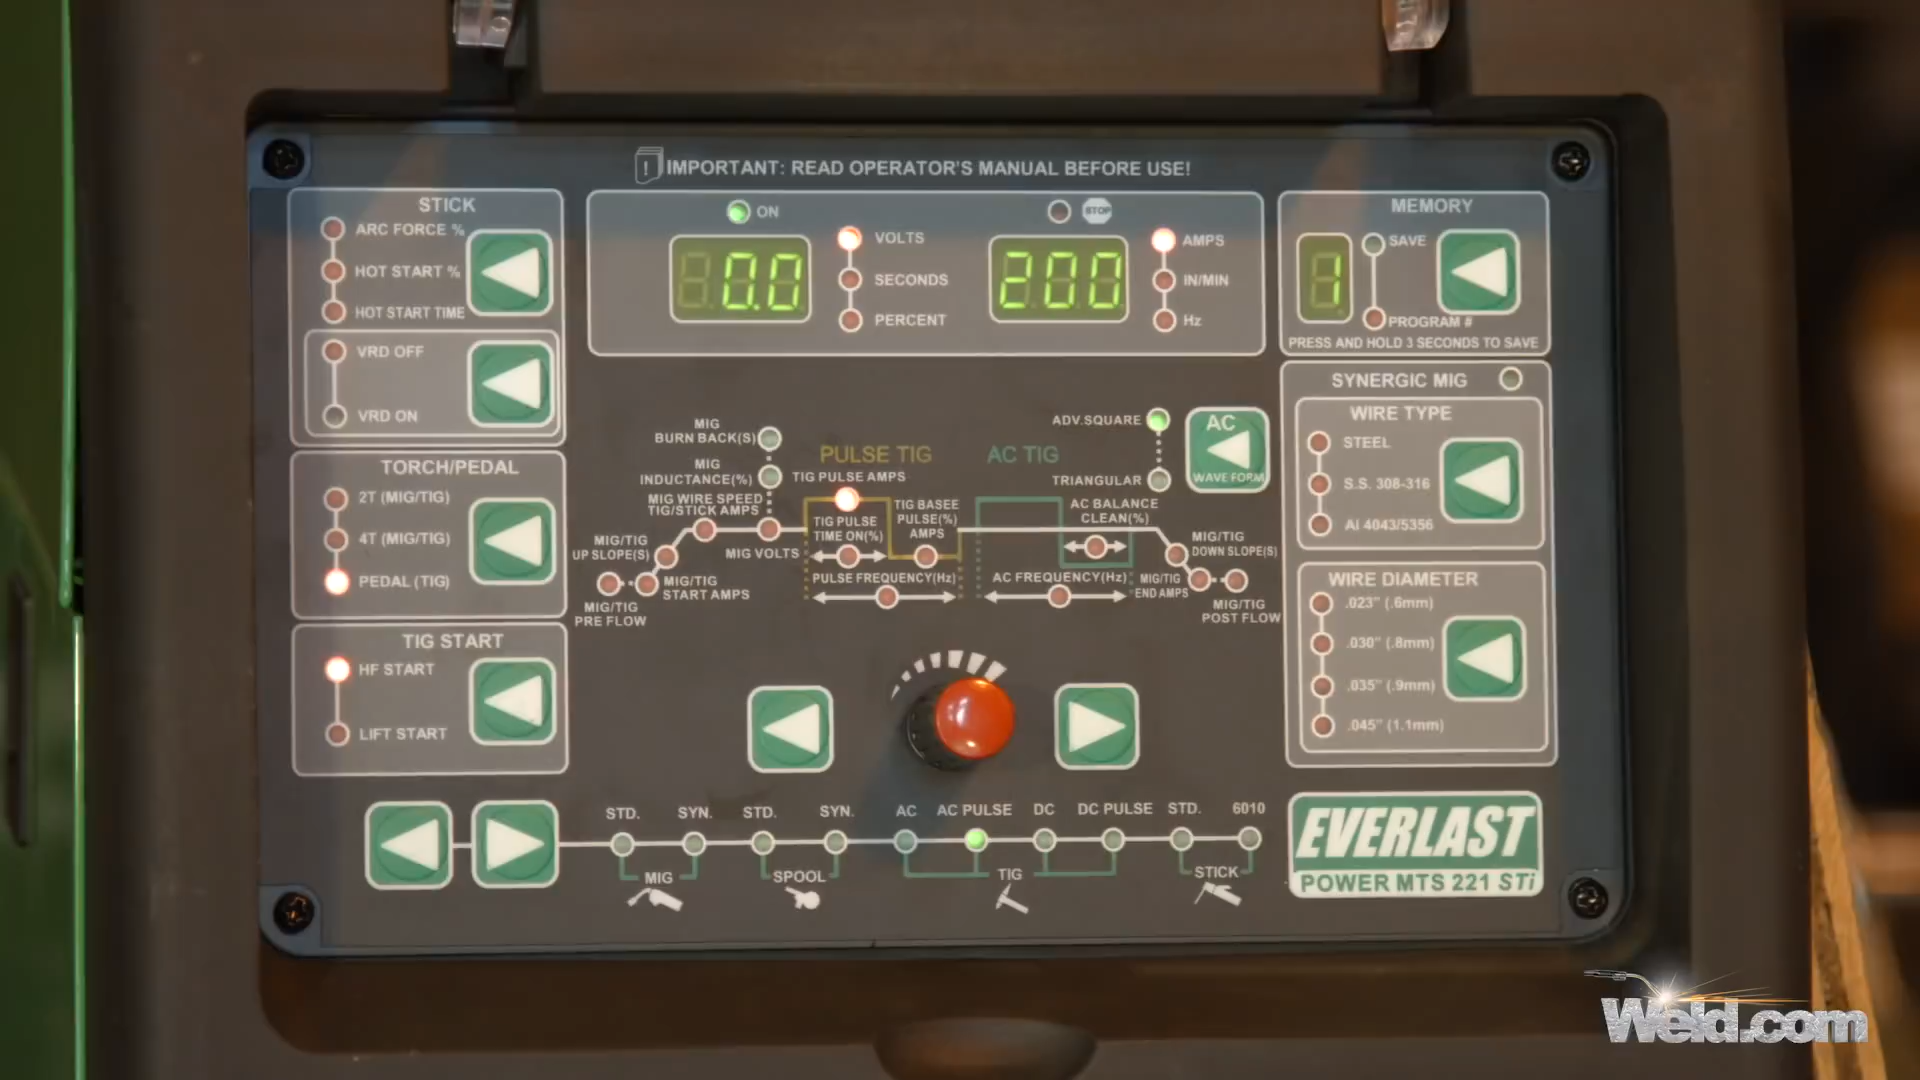 ! IMPORTANT: READ OPERATOR'S MANUAL BEFORE USE!
STICK
ARC FORCE %
HOT START %
HOT START TIME
VRD OFF
VRD ON
TORCH/PEDAL
2T (MIG/TIG)
4T (MIG/TIG)
PEDAL (TIG)
TIG START
HF START
LIFT START
ON
STOP
0.0
VOLTS
SECONDS
PERCENT
200
AMPS
IN/MIN
Hz
MEMORY
1
SAVE
PROGRAM #
PRESS AND HOLD 3 SECONDS TO SAVE
SYNERGIC MIG
WIRE TYPE
STEEL
S.S. 308-316
Al 4043/5356
WIRE DIAMETER
.023" (.6mm)
.030" (.8mm)
.035" (.9mm)
.045" (1.1mm)
MIG
BURN BACK(S)
MIG
INDUCTANCE(%)
MIG WIRE SPEED
TIG/STICK AMPS
MIG/TIG
UP SLOPE(S)
MIG VOLTS
MIG/TIG
START AMPS
MIG/TIG
PRE FLOW
PULSE TIG
TIG PULSE AMPS
TIG PULSE
TIME ON(%)
TIG BASEE
PULSE(%)
AMPS
PULSE FREQUENCY(Hz)
AC TIG
ADV.SQUARE
TRIANGULAR
AC
WAVE FORM
AC BALANCE
CLEAN(%)
AC FREQUENCY(Hz)
MIG/TIG
DOWN SLOPE(S)
MIG/TIG
END AMPS
MIG/TIG
POST FLOW
STD. SYN. STD. SYN. AC AC PULSE DC DC PULSE STD. 6010
MIG SPOOL TIG STICK
EVERLAST
POWER MTS 221 STi
Weld.com